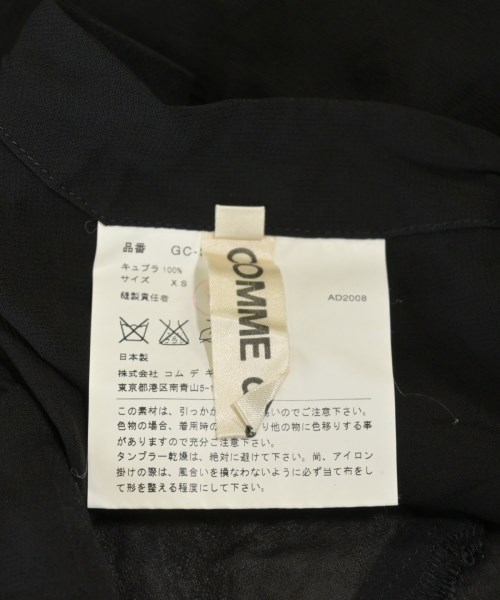 品番 GC-
キュプラ 100%
サイズ XS
縫製責任者
AD2008
日本製
株式会社 コム デ
東京都港区南青山5-1
COMME
この素材は、引っかか いのでご注意下さい。
色物の場合、着用時の り他の物に色移りする事
がありますので充分ご注意下さい。
タンブラー乾燥は、絶対に避けて下さい。尚、アイロン
掛けの際は、風合いを損なわないように必ず当て布をし
て形を整える程度にして下さい。